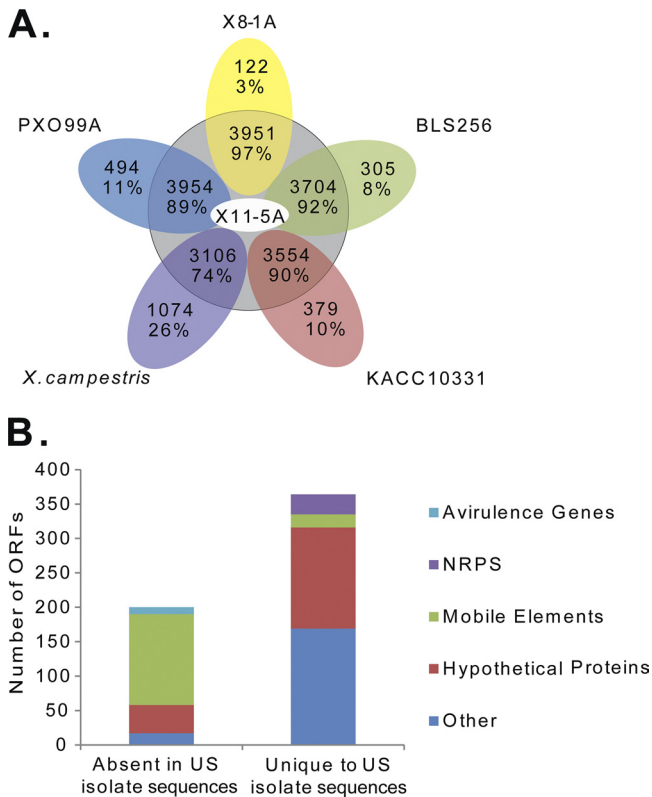 A.
X8-1A
122
3%
PXO99A
BLS256
3951
97%
494
11%
3954
89%
3704
92%
305
8%
X11-5A
3106
74%
3554
90%
1074
26%
379
10%
X.campestris
KACC10331
B.
Number of ORFs
400
350
300
250
200
150
100
50
0
Absent in US
isolate sequences
Unique to US
isolate sequences
Avirulence Genes
NRPS
Mobile Elements
Hypothetical Proteins
Other